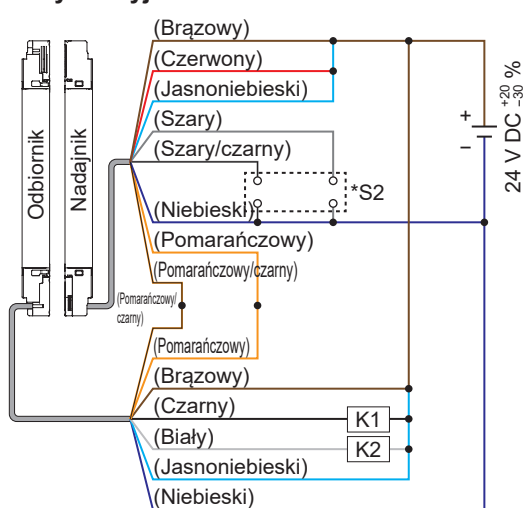 (Brązowy)
(Czerwony)
(Jasnoniebieski)
(Szary)
(Szary/czarny)
*S2
(Niebieski)
(Pomarańczowy)
(Pomarańczowy/czarny)
(Pomarańczowy/
czarny)
(Pomarańczowy)
(Brązowy)
(Czarny)
K1
(Biały)
K2
(Jasnoniebieski)
(Niebieski)
Odbiornik
Nadajnik
+
−
24 V DC +20 −30 %